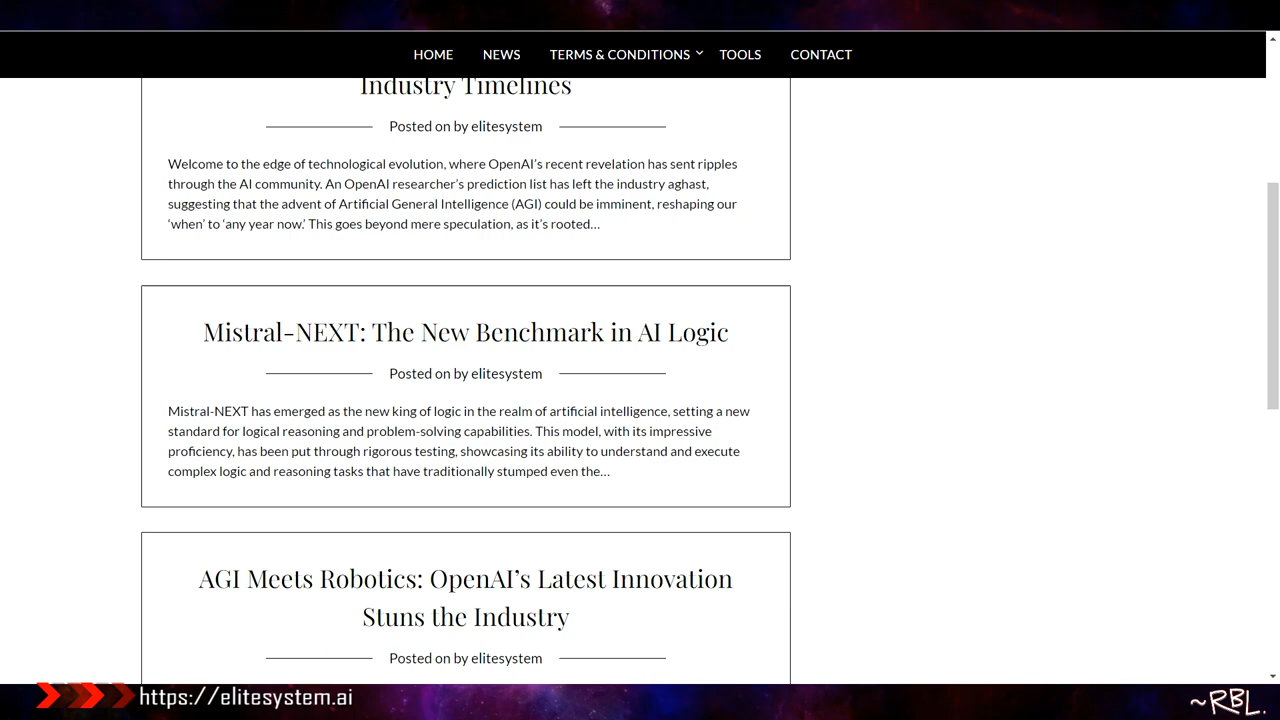 HOME NEWS TERMS & CONDITIONS TOOLS CONTACT
Industry Timelines
Posted on by elitesystem
Welcome to the edge of technological evolution, where OpenAI’s recent revelation has sent ripples
through the AI community. An OpenAI researcher’s prediction list has left the industry aghast,
suggesting that the advent of Artificial General Intelligence (AGI) could be imminent, reshaping our
‘when’ to ‘any year now.’ This goes beyond mere speculation, as it’s rooted…
Mistral-NEXT: The New Benchmark in AI Logic
Posted on by elitesystem
Mistral-NEXT has emerged as the new king of logic in the realm of artificial intelligence, setting a new
standard for logical reasoning and problem-solving capabilities. This model, with its impressive
proficiency, has been put through rigorous testing, showcasing its ability to understand and execute
complex logic and reasoning tasks that have traditionally stumped even the…
AGI Meets Robotics: OpenAI’s Latest Innovation
Stuns the Industry
Posted on by elitesystem
https://elitesystem.ai
~RBL.